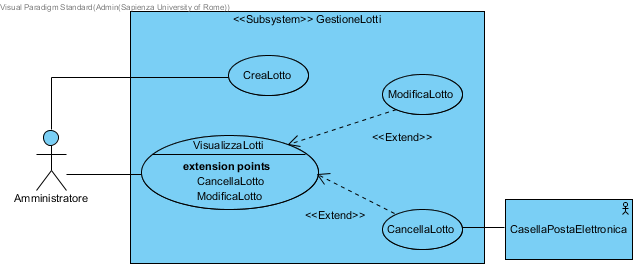 Visual Paradigm Standard(Admin(Sapienza University of Rome))
<<Subsystem>> GestioneLotti
CreaLotto
ModificaLotto
<<Extend>>
VisualizzaLotti
extension points
CancellaLotto
ModificaLotto
Amministratore
<<Extend>>
CancellaLotto
CasellaPostaElettronica